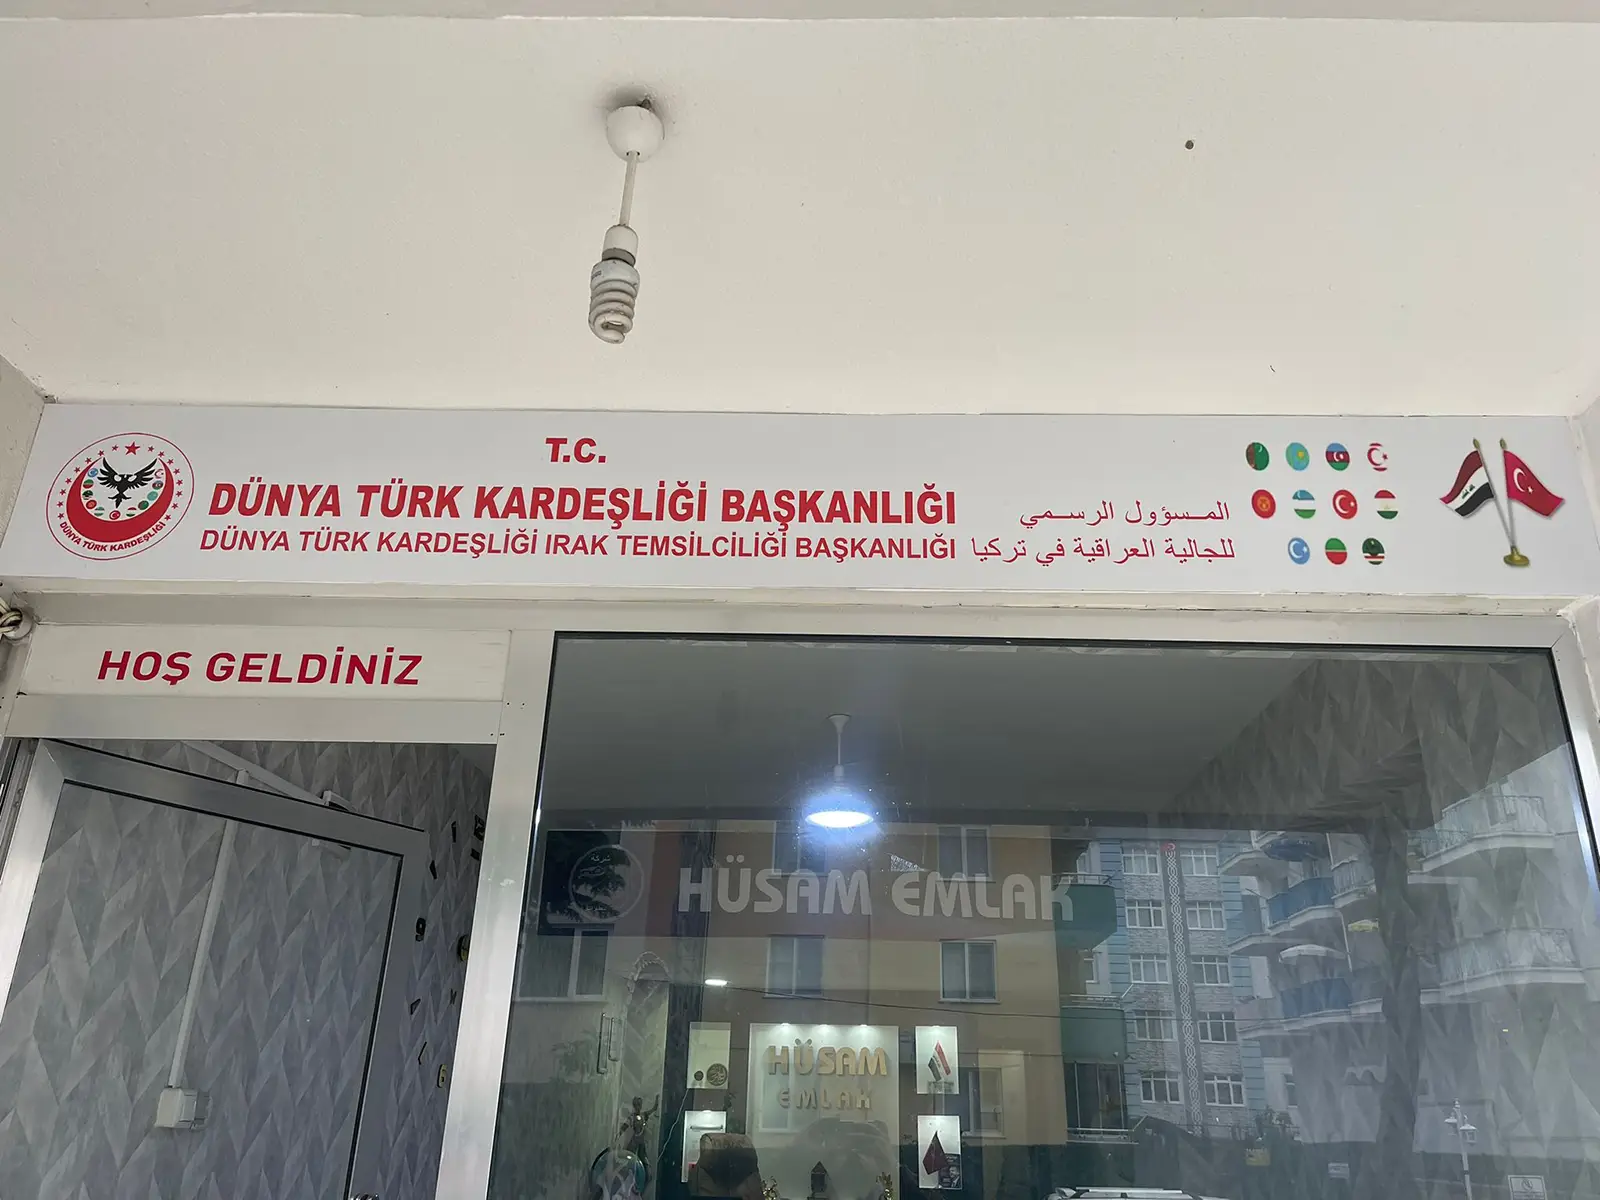 T.C.
DÜNYA TÜRK KARDEŞLİĞİ BAŞKANLIĞI
DÜNYA TÜRK KARDEŞLİĞİ IRAK TEMSİLCİLİĞİ BAŞKANLIĞI
المسؤول الرسمي
للجالية العراقية في تركيا
DÜNYA TÜRK KARDEŞLİĞİ
HOŞ GELDİNİZ
شركة
HÜSAM EMLAK
HÜSAM
EMLAK